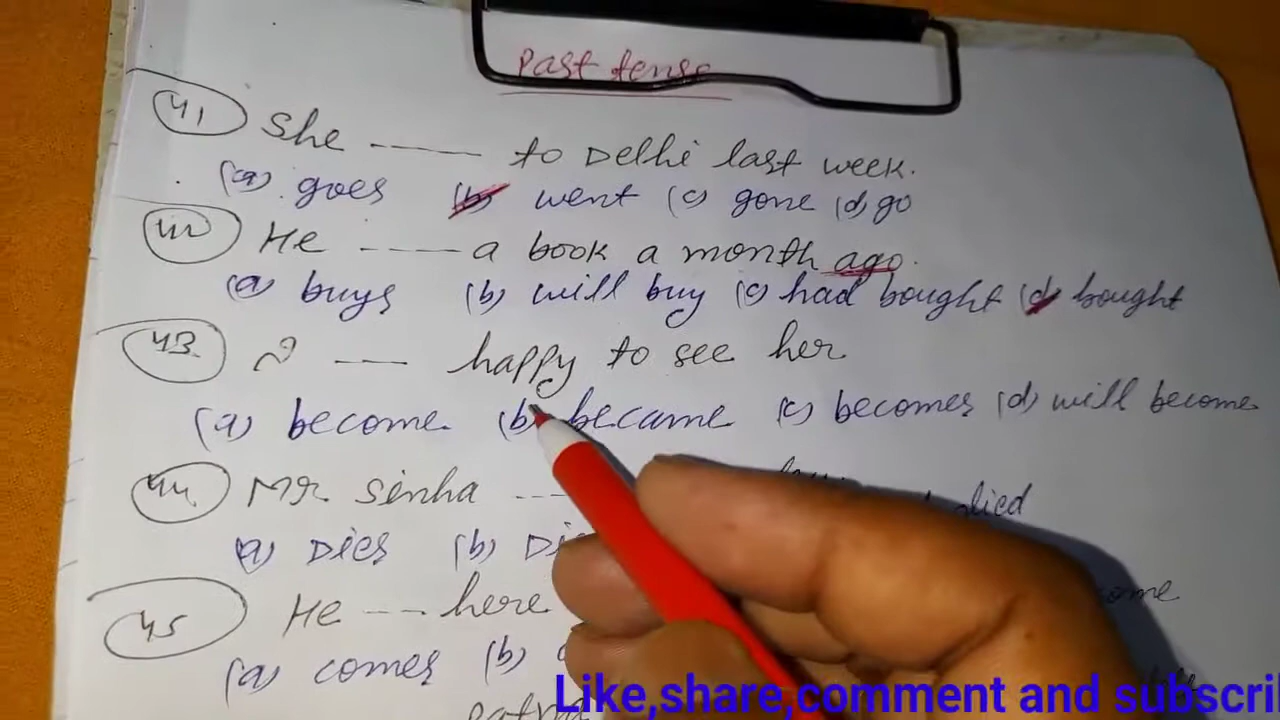 Past tense
41 She ——— to Delhi last week.
(a) goes (b) went (c) gone (d) go
42 He ---- a book a month ago.
(a) buys (b) will buy (c) had bought (d) bought
43. I —— happy to see her
(a) become (b) became (c) becomes (d) will become
44. Mr. Sinha --- died
(a) Dies (b)
45 He --- here
(a) comes (b)
Patna
Like,share,comment and subscri